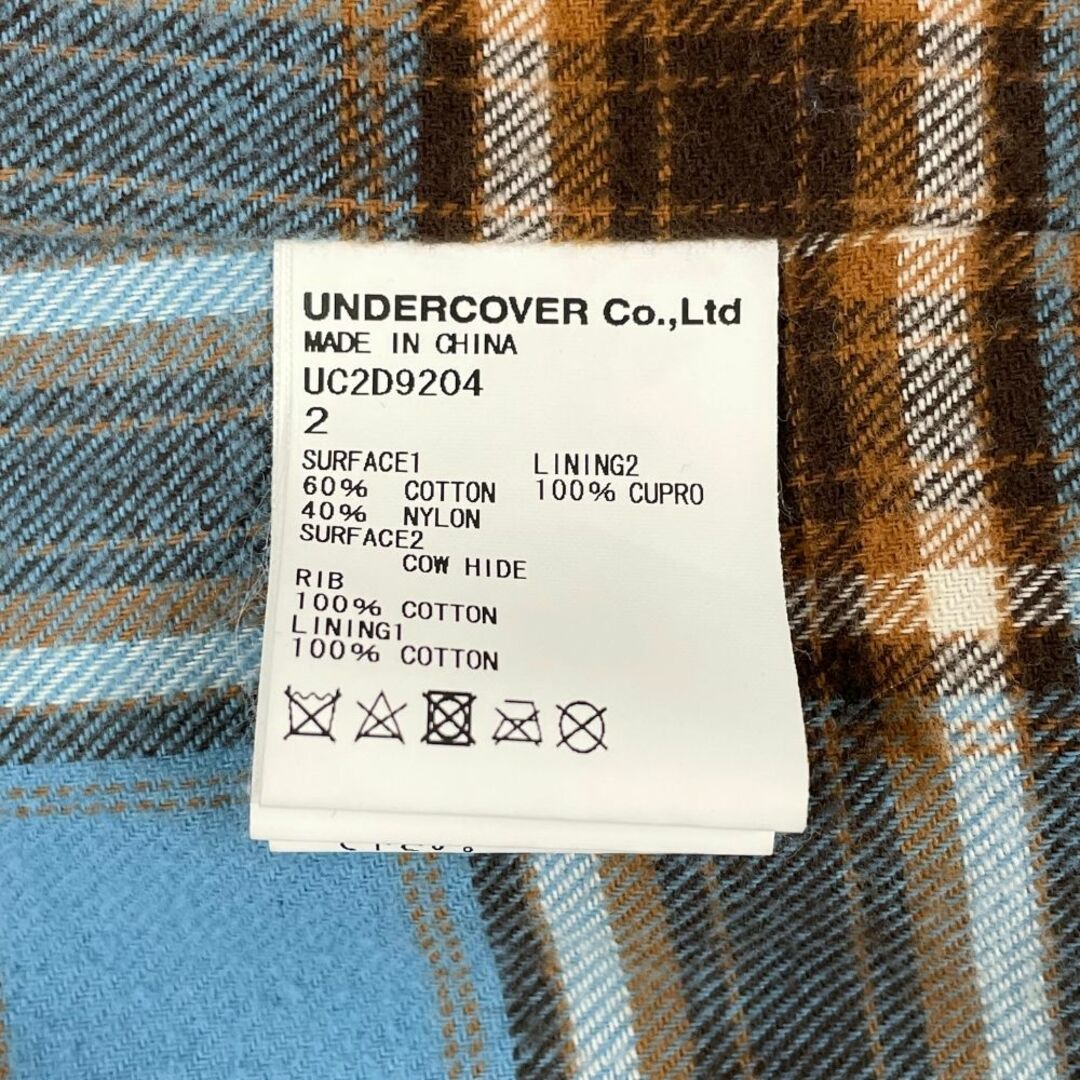 UNDERCOVER Co.,Ltd
MADE IN CHINA
UC2D9204
2
SURFACE1
60% COTTON
40% NYLON
SURFACE2
COW HIDE
RIB
100% COTTON
LINING1
100% COTTON
LINING2
100% CUPRO